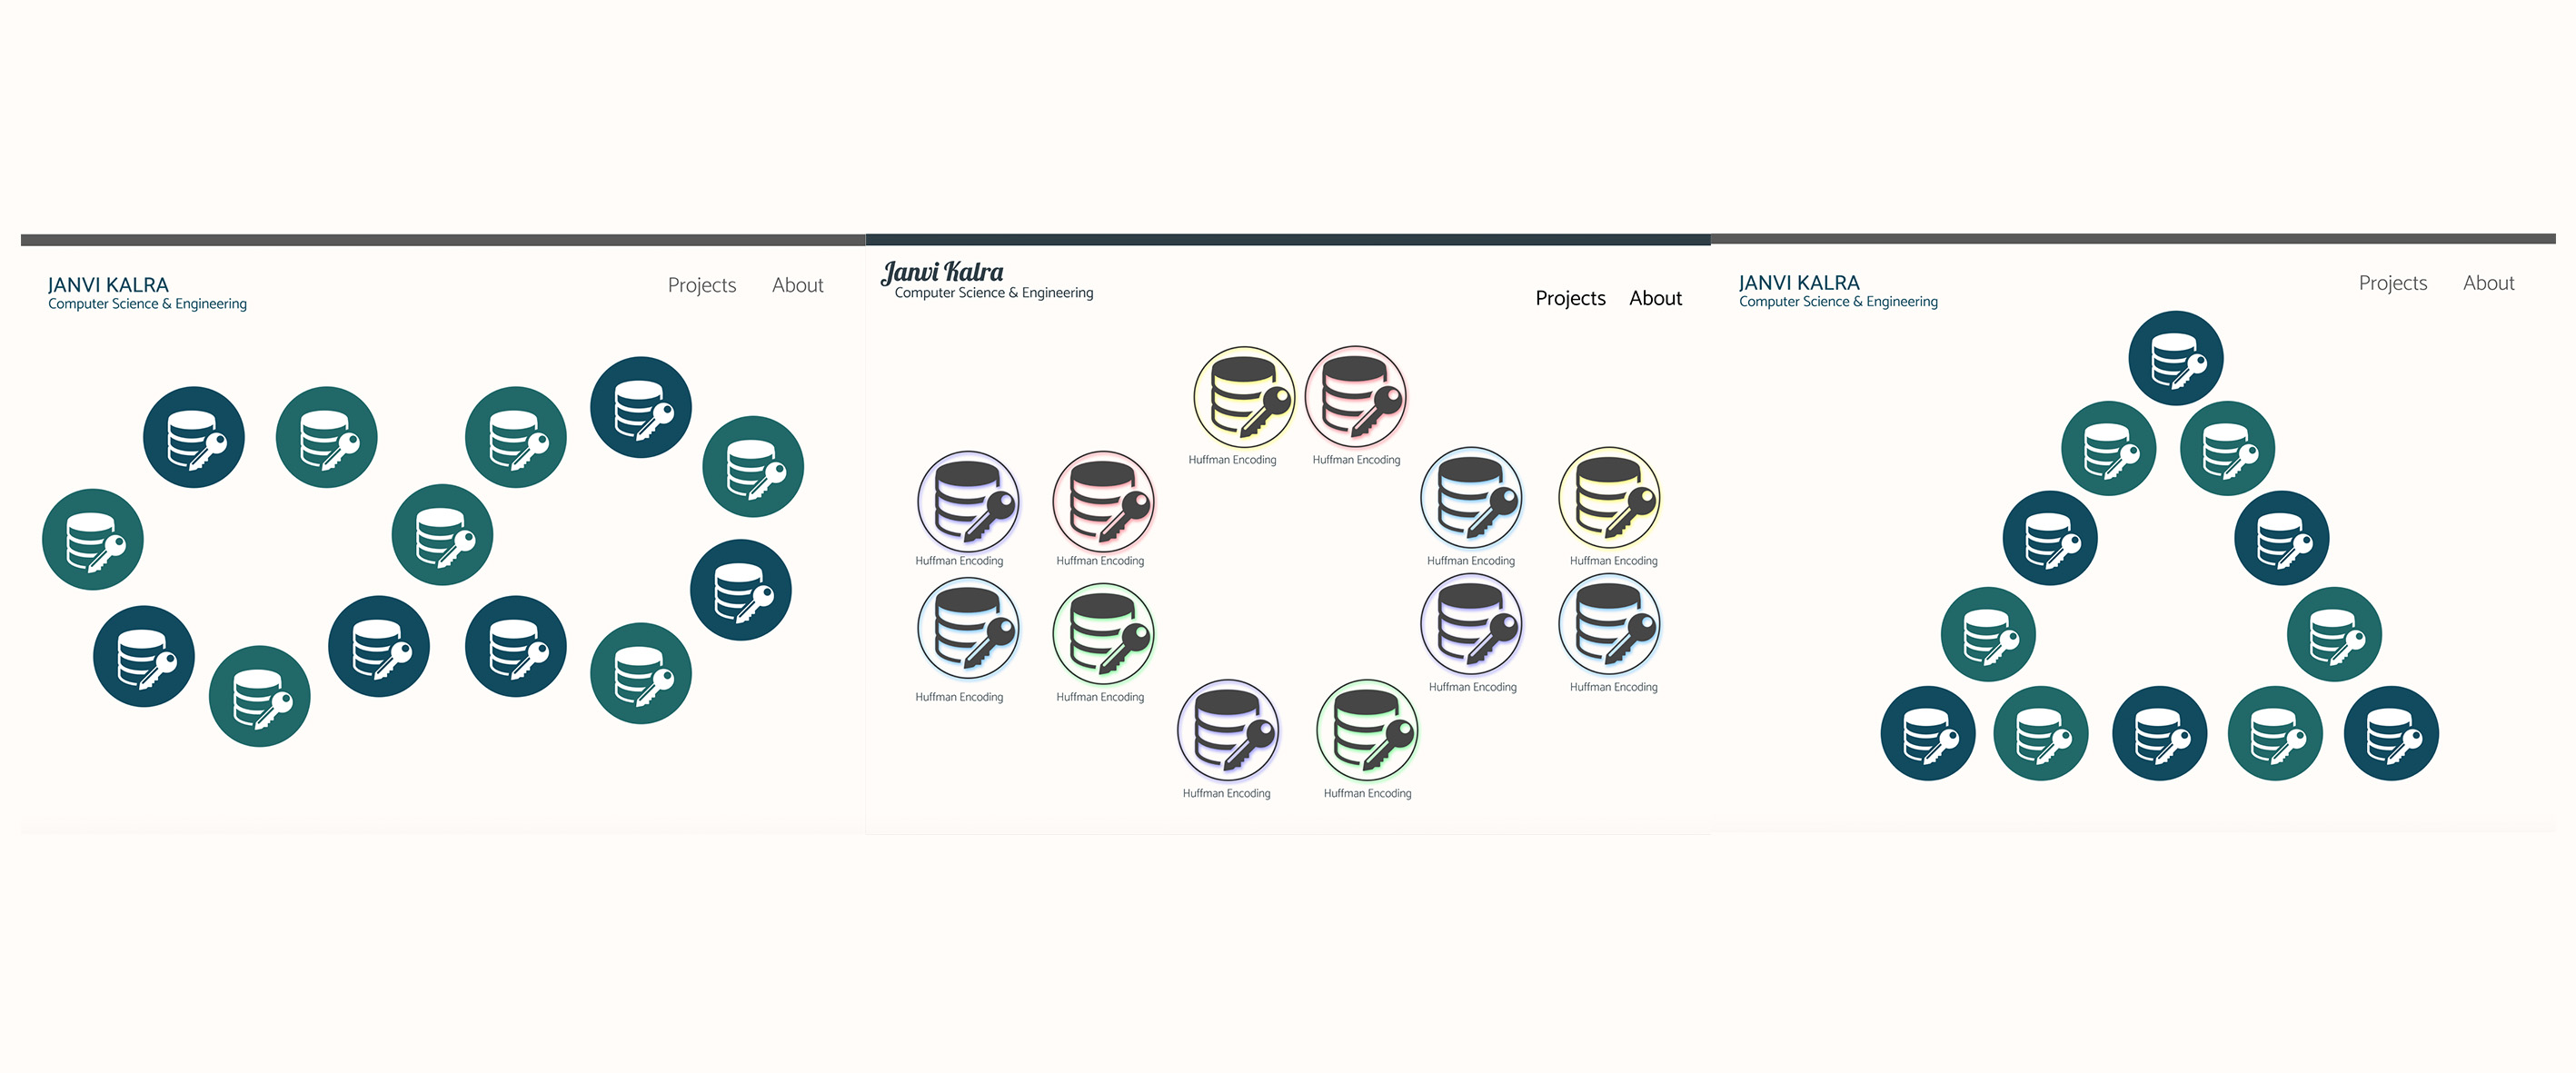 JANVI KALRA
Computer Science & Engineering
Projects About
Janvi Kalra
Computer Science & Engineering
Projects About
Huffman Encoding Huffman Encoding
Huffman Encoding Huffman Encoding Huffman Encoding Huffman Encoding
Huffman Encoding Huffman Encoding Huffman Encoding Huffman Encoding
Huffman Encoding Huffman Encoding
JANVI KALRA
Computer Science & Engineering
Projects About